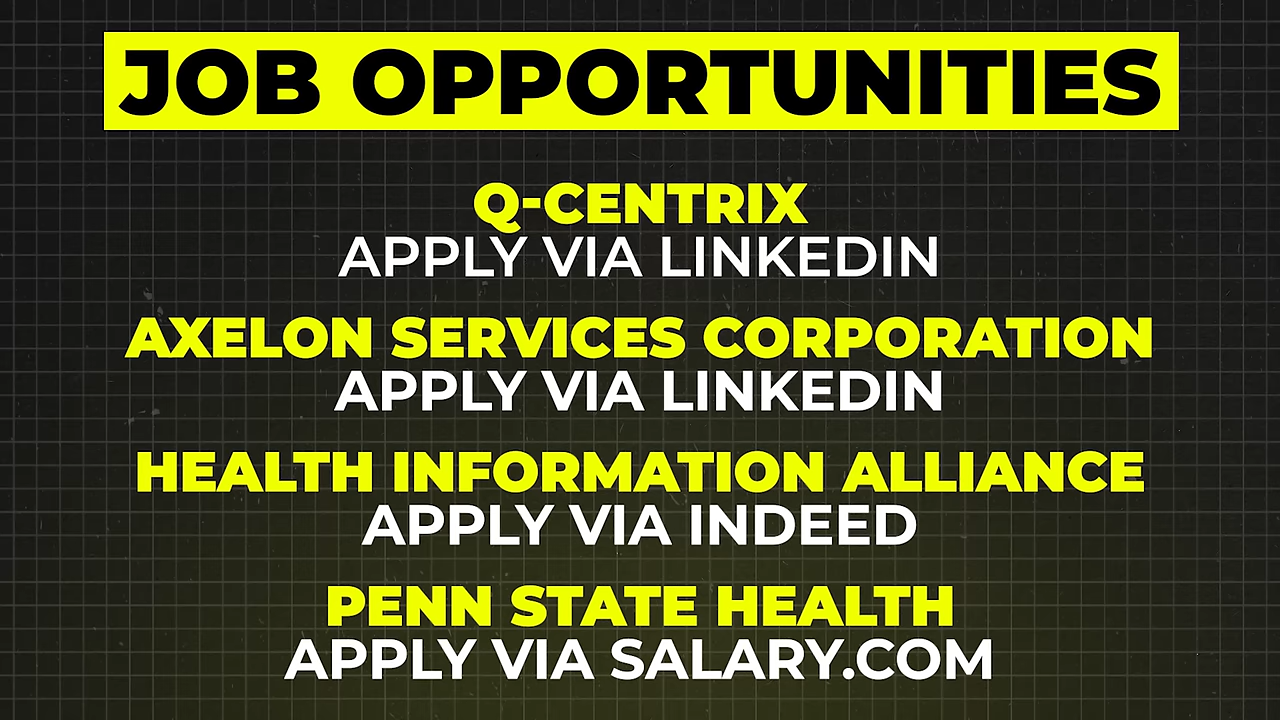 JOB OPPORTUNITIES
Q-CENTRIX
APPLY VIA LINKEDIN
AXELON SERVICES CORPORATION
APPLY VIA LINKEDIN
HEALTH INFORMATION ALLIANCE
APPLY VIA INDEED
PENN STATE HEALTH
APPLY VIA SALARY.COM